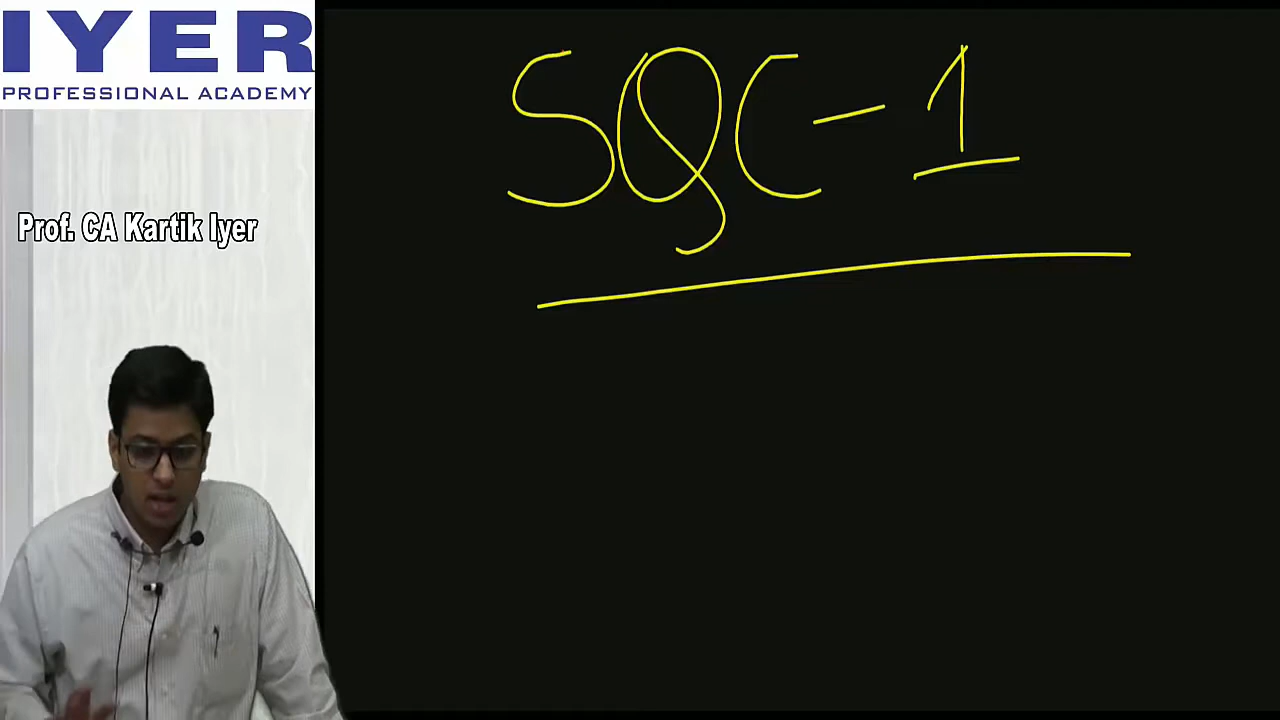 IYER
PROFESSIONAL ACADEMY
Prof. CA Kartik Iyer
SQC - 1